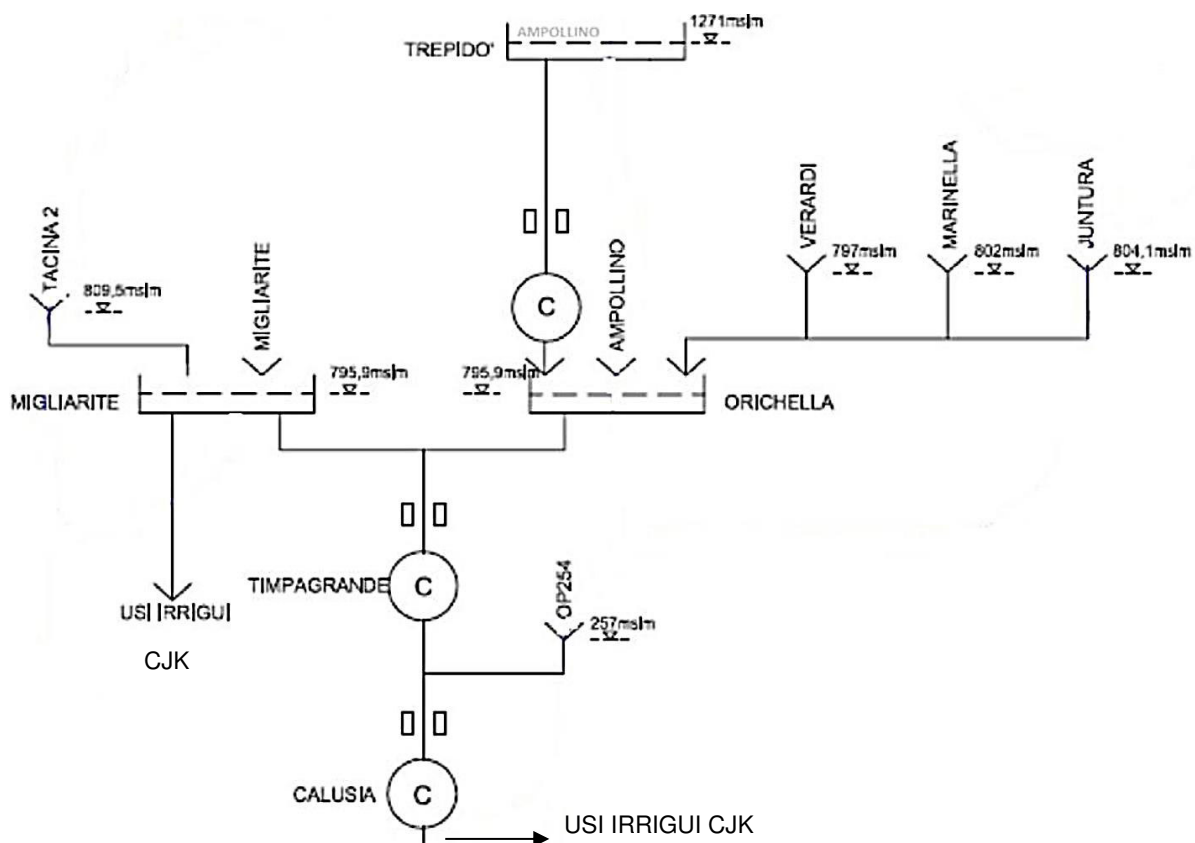 1271mslm
AMPOLLINO
TREPIDO'
TACINA 2
809,5mslm
MIGLIARITE
C
AMPOLLINO
VERARDI
797mslm
MARINELLA
802mslm
JUNTURA
804,1mslm
MIGLIARITE
795,9mslm
795,9mslm
ORICHELLA
TIMPAGRANDE
C
OP254
257mslm
USI IRRIGUI
CJK
CALUSIA
C
USI IRRIGUI CJK